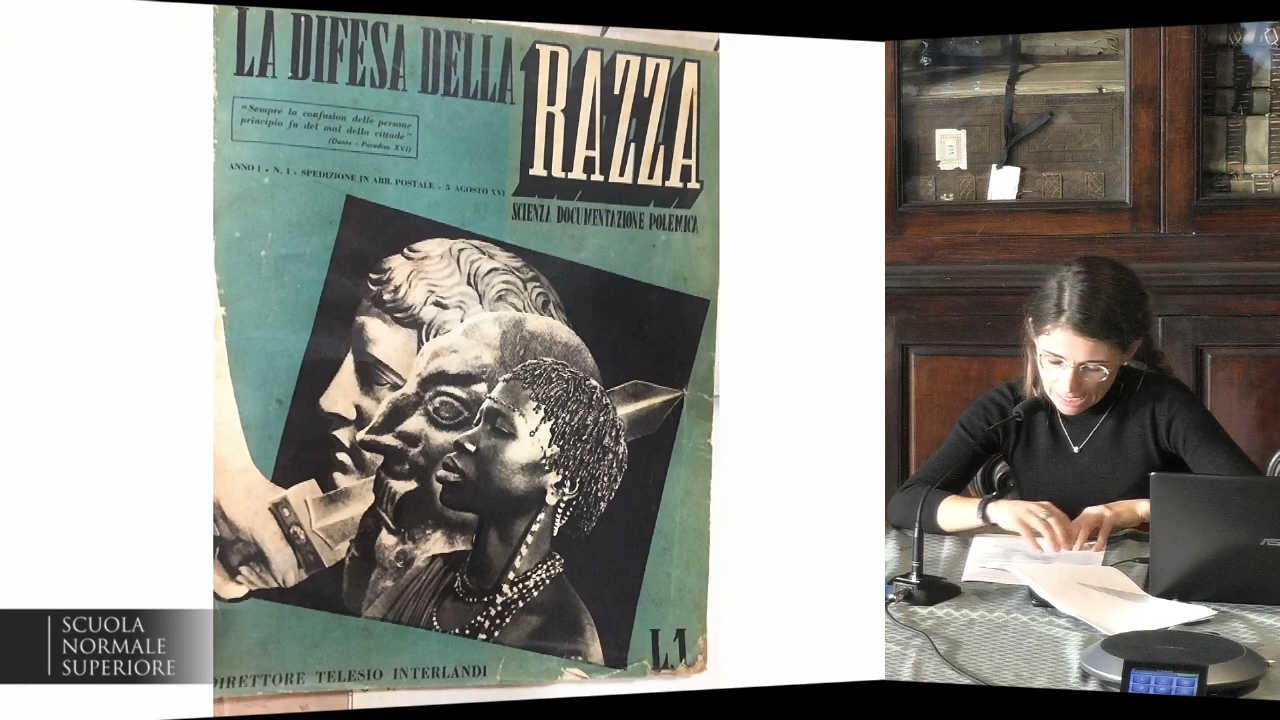 LA DIFESA DELLA
RAZZA
"Sempre la confusion delle persone
principio fu del mal della cittade"
(Dante - Paradiso XVI)
ANNO I - N. 1 - SPEDIZIONE IN ABB. POSTALE - 5 AGOSTO XVI
SCIENZA DOCUMENTAZIONE POLEMICA
L.1
DIRETTORE TELESIO INTERLANDI
SCUOLA
NORMALE
SUPERIORE